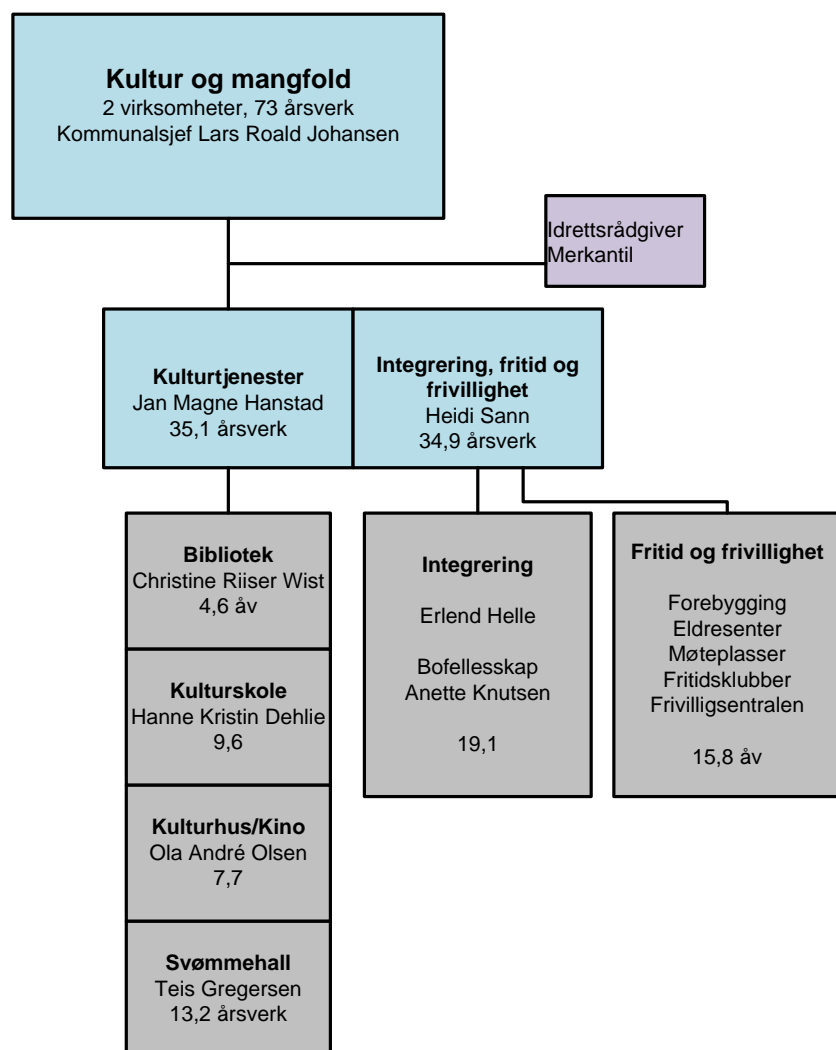 Kultur og mangfold
2 virksomheter, 73 årsverk
Kommunalsjef Lars Roald Johansen
Idrettsrådgiver
Merkantil
Kulturtjenester
Jan Magne Hanstad
35,1 årsverk
Integrering, fritid og
frivillighet
Heidi Sann
34,9 årsverk
Bibliotek
Christine Riiser Wist
4,6 åv
Kulturskole
Hanne Kristin Dehlie
9,6
Kulturhus/Kino
Ola André Olsen
7,7
Svømmehall
Teis Gregersen
13,2 årsverk
Integrering
Erlend Helle
Bofellesskap
Anette Knutsen
19,1
Fritid og frivillighet
Forebygging
Eldresenter
Møteplasser
Fritidsklubber
Frivilligsentralen
15,8 åv